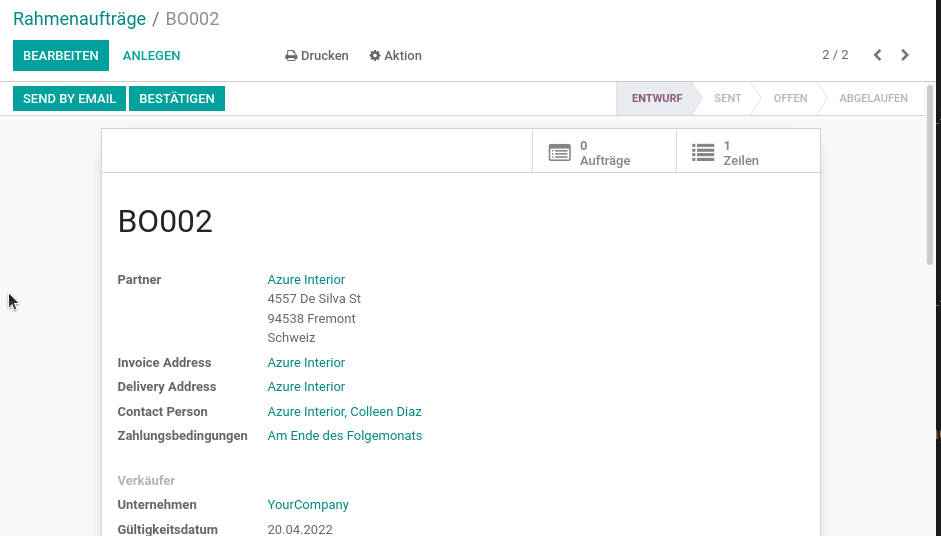 Rahmenaufträge / BO002
BEARBEITEN ANLEGEN Drucken Aktion 2 / 2
SEND BY EMAIL BESTÄTIGEN ENTWURF SENT OFFEN ABGELAUFEN
0 Aufträge
1 Zeilen
BO002
Partner Azure Interior
4557 De Silva St
94538 Fremont
Schweiz
Invoice Address Azure Interior
Delivery Address Azure Interior
Contact Person Azure Interior, Colleen Diaz
Zahlungsbedingungen Am Ende des Folgemonats
Verkäufer
Unternehmen YourCompany
Gültigkeitsdatum 20.04.2022